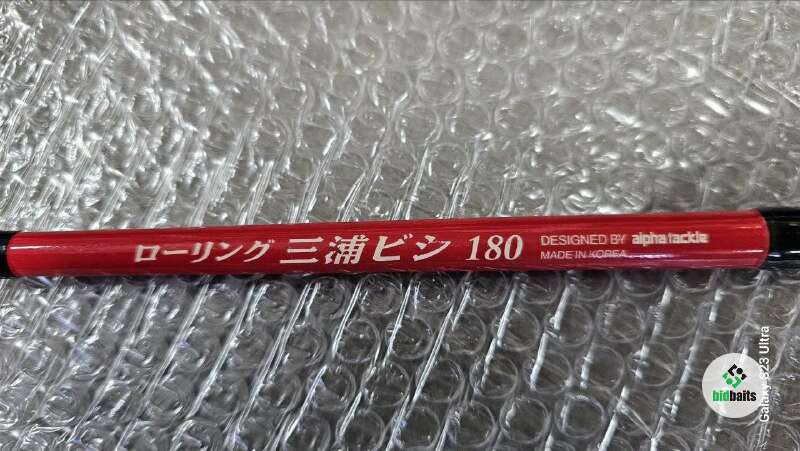 ローリング 三浦ビシ 180
DESIGNED BY alpha tackle
MADE IN KOREA
bidbaits
Galaxy S23 Ultra